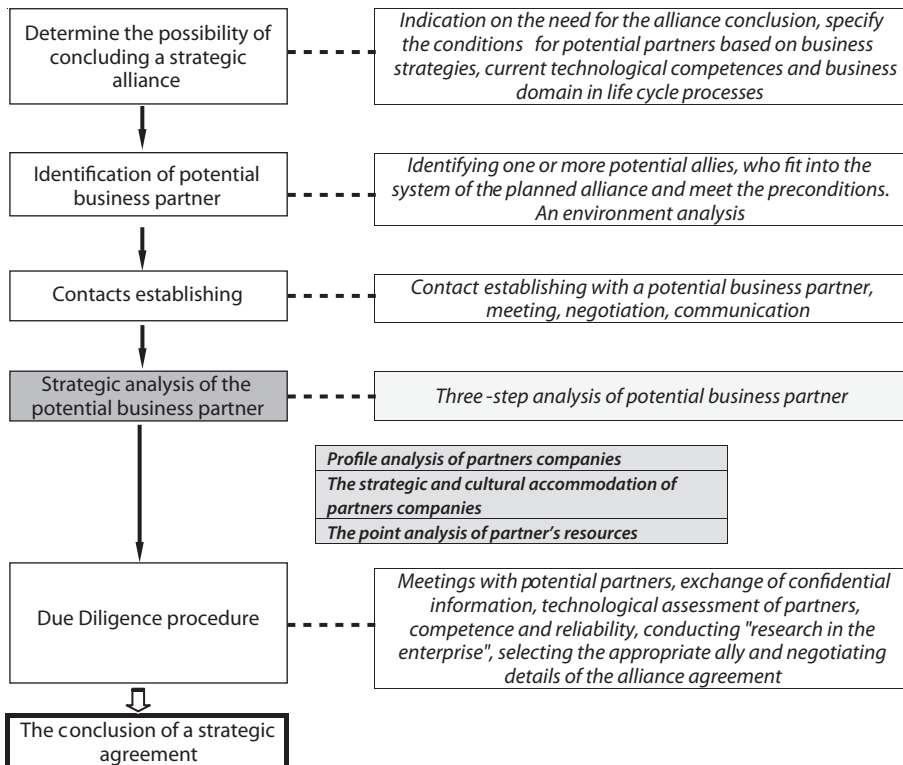 Determine the possibility of
concluding a strategic
alliance
Indication on the need for the alliance conclusion, specify
the conditions for potential partners based on business
strategies, current technological competences and business
domain in life cycle processes
Identification of potential
business partner
Identifying one or more potential allies, who fit into the
system of the planned alliance and meet the preconditions.
An environment analysis
Contacts establishing
Contact establishing with a potential business partner,
meeting, negotiation, communication
Strategic analysis of the
potential business partner
Three -step analysis of potential business partner
Profile analysis of partners companies
The strategic and cultural accommodation of
partners companies
The point analysis of partner's resources
Due Diligence procedure
Meetings with potential partners, exchange of confidential
information, technological assessment of partners,
competence and reliability, conducting "research in the
enterprise", selecting the appropriate ally and negotiating
details of the alliance agreement
The conclusion of a strategic
agreement